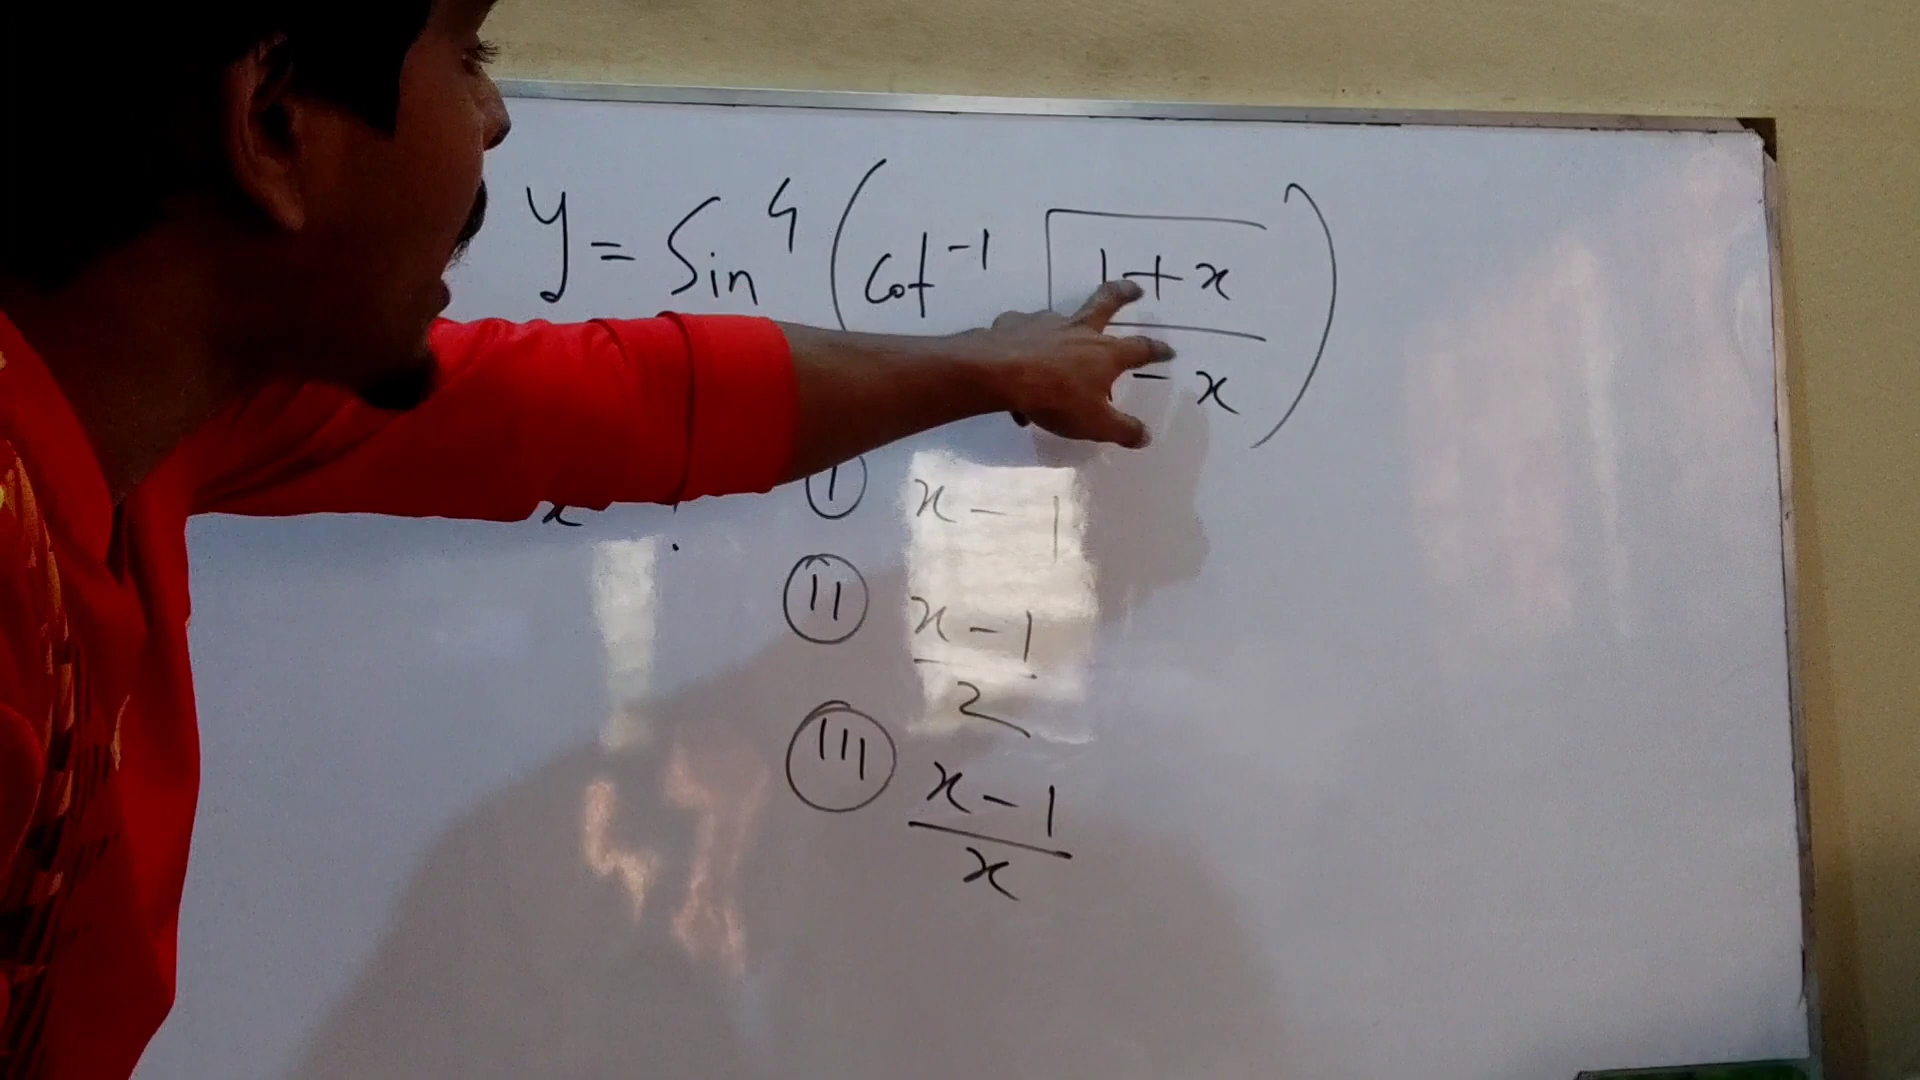 y = Sin⁴ (Cot⁻¹ √(1+x / -x))
x
(I) x-1
(II) x-1 / 2
(III) x-1 / x